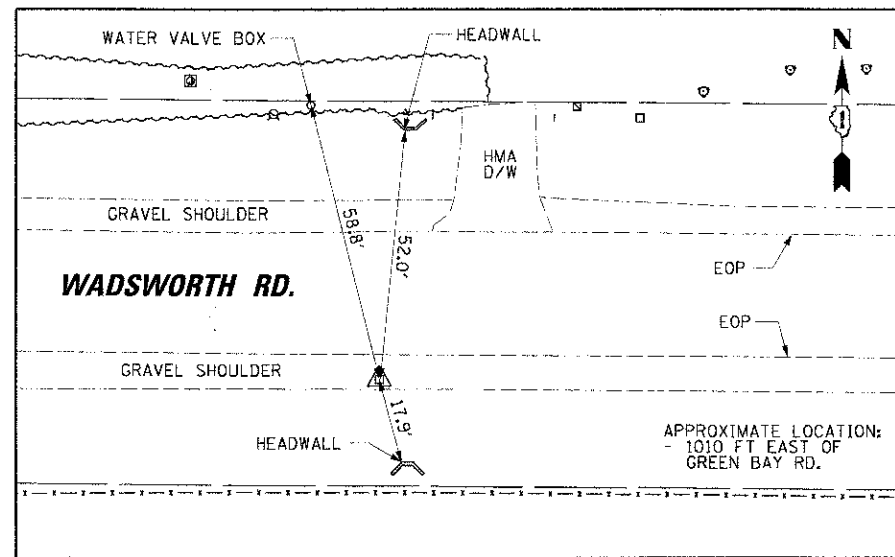 WATER VALVE BOX
HEADWALL
N
HMA
D/W
GRAVEL SHOULDER
58.8'
52.0'
EOP
WADSWORTH RD.
EOP
GRAVEL SHOULDER
17.9'
HEADWALL
APPROXIMATE LOCATION:
- 1010 FT EAST OF
GREEN BAY RD.